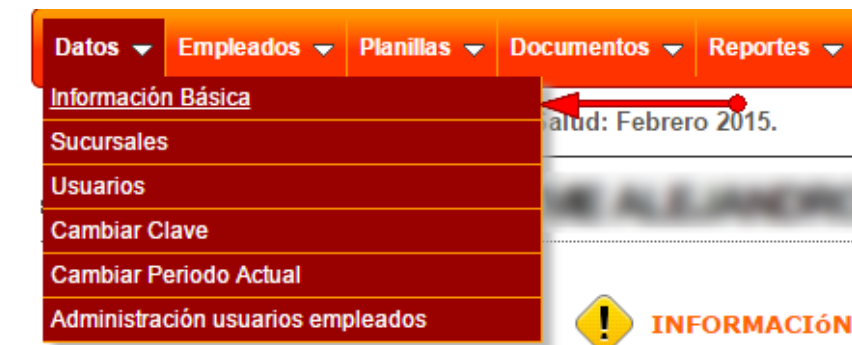 Datos Empleados Planillas Documentos Reportes
Información Básica
alud: Febrero 2015.
Sucursales
Usuarios
Cambiar Clave
Cambiar Periodo Actual
Administración usuarios empleados
INFORMACIóN